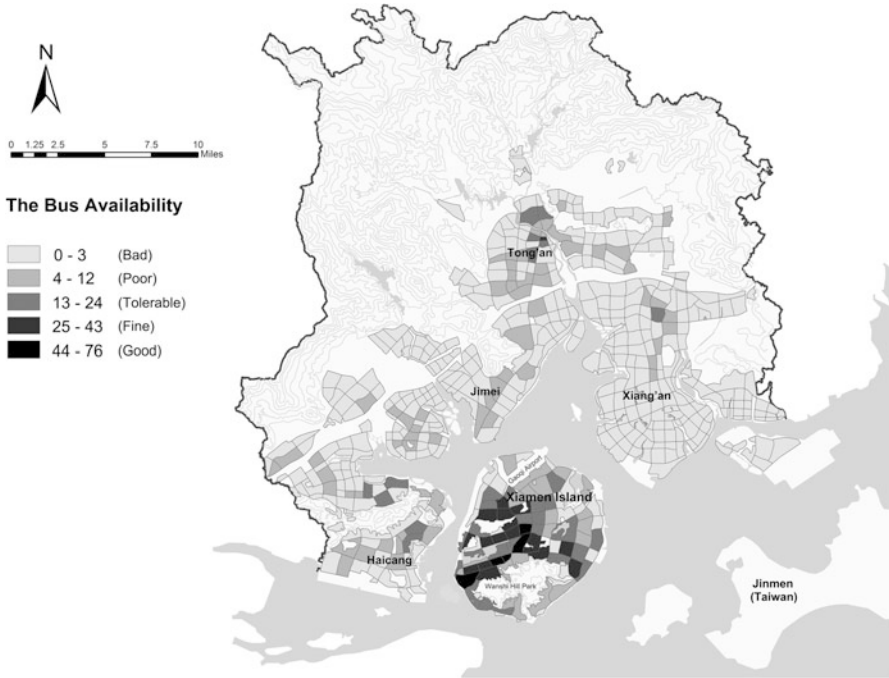 N
0 1.25 2.5 5 7.5 10
Miles
The Bus Availability
0 - 3 (Bad)
4 - 12 (Poor)
13 - 24 (Tolerable)
25 - 43 (Fine)
44 - 76 (Good)
Tong'an
Jimei
Xiang'an
Gaoqi Airport
Xiamen Island
Haicang
Wanshi Hill Park
Jinmen
(Taiwan)